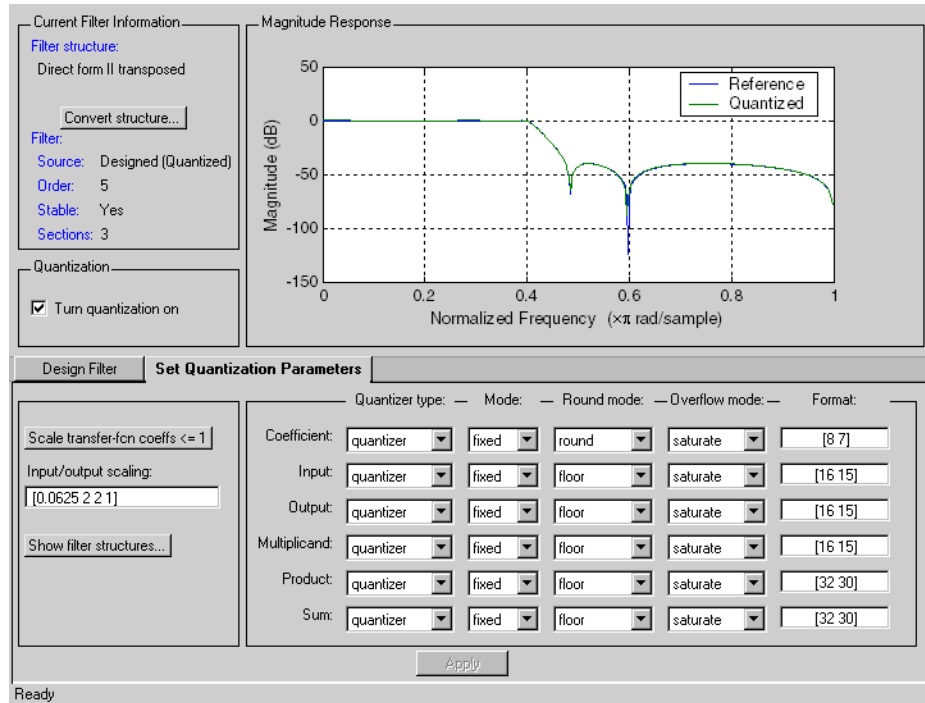 Current Filter Information
Filter structure:
Direct form II transposed
Convert structure...
Filter:
Source: Designed (Quantized)
Order: 5
Stable: Yes
Sections: 3
Quantization
Turn quantization on
Magnitude Response
50
0
-50
-100
-150
Magnitude (dB)
Reference
Quantized
0 0.2 0.4 0.6 0.8 1
Normalized Frequency (×π rad/sample)
Design Filter Set Quantization Parameters
Scale transfer-fcn coeffs <= 1
Input/output scaling:
[0.0625 2 2 1]
Show filter structures...
Quantizer type: Mode: Round mode: Overflow mode: Format:
Coefficient: quantizer fixed round saturate [8 7]
Input: quantizer fixed floor saturate [16 15]
Output: quantizer fixed floor saturate [16 15]
Multiplicand: quantizer fixed floor saturate [16 15]
Product: quantizer fixed floor saturate [32 30]
Sum: quantizer fixed floor saturate [32 30]
Apply
Ready